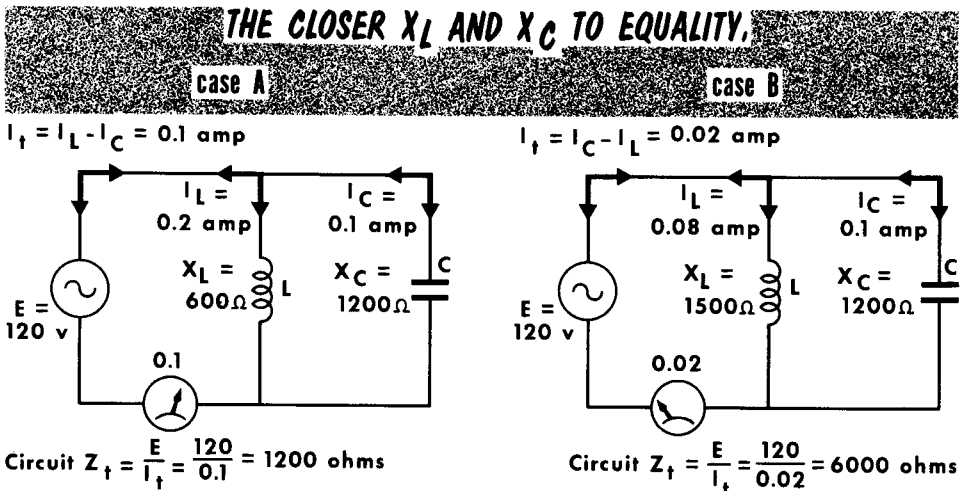 THE CLOSER X_L AND X_C TO EQUALITY.
case A
I_t = I_L - I_C = 0.1 amp
I_L =
0.2 amp
I_C =
0.1 amp
X_L =
600Ω
L
X_C =
1200Ω
C
E =
120 v
0.1
Circuit Z_t = E/I_t = 120/0.1 = 1200 ohms
case B
I_t = I_C - I_L = 0.02 amp
I_L =
0.08 amp
I_C =
0.1 amp
X_L =
1500Ω
L
X_C =
1200Ω
C
E =
120 v
0.02
Circuit Z_t = E/I_t = 120/0.02 = 6000 ohms